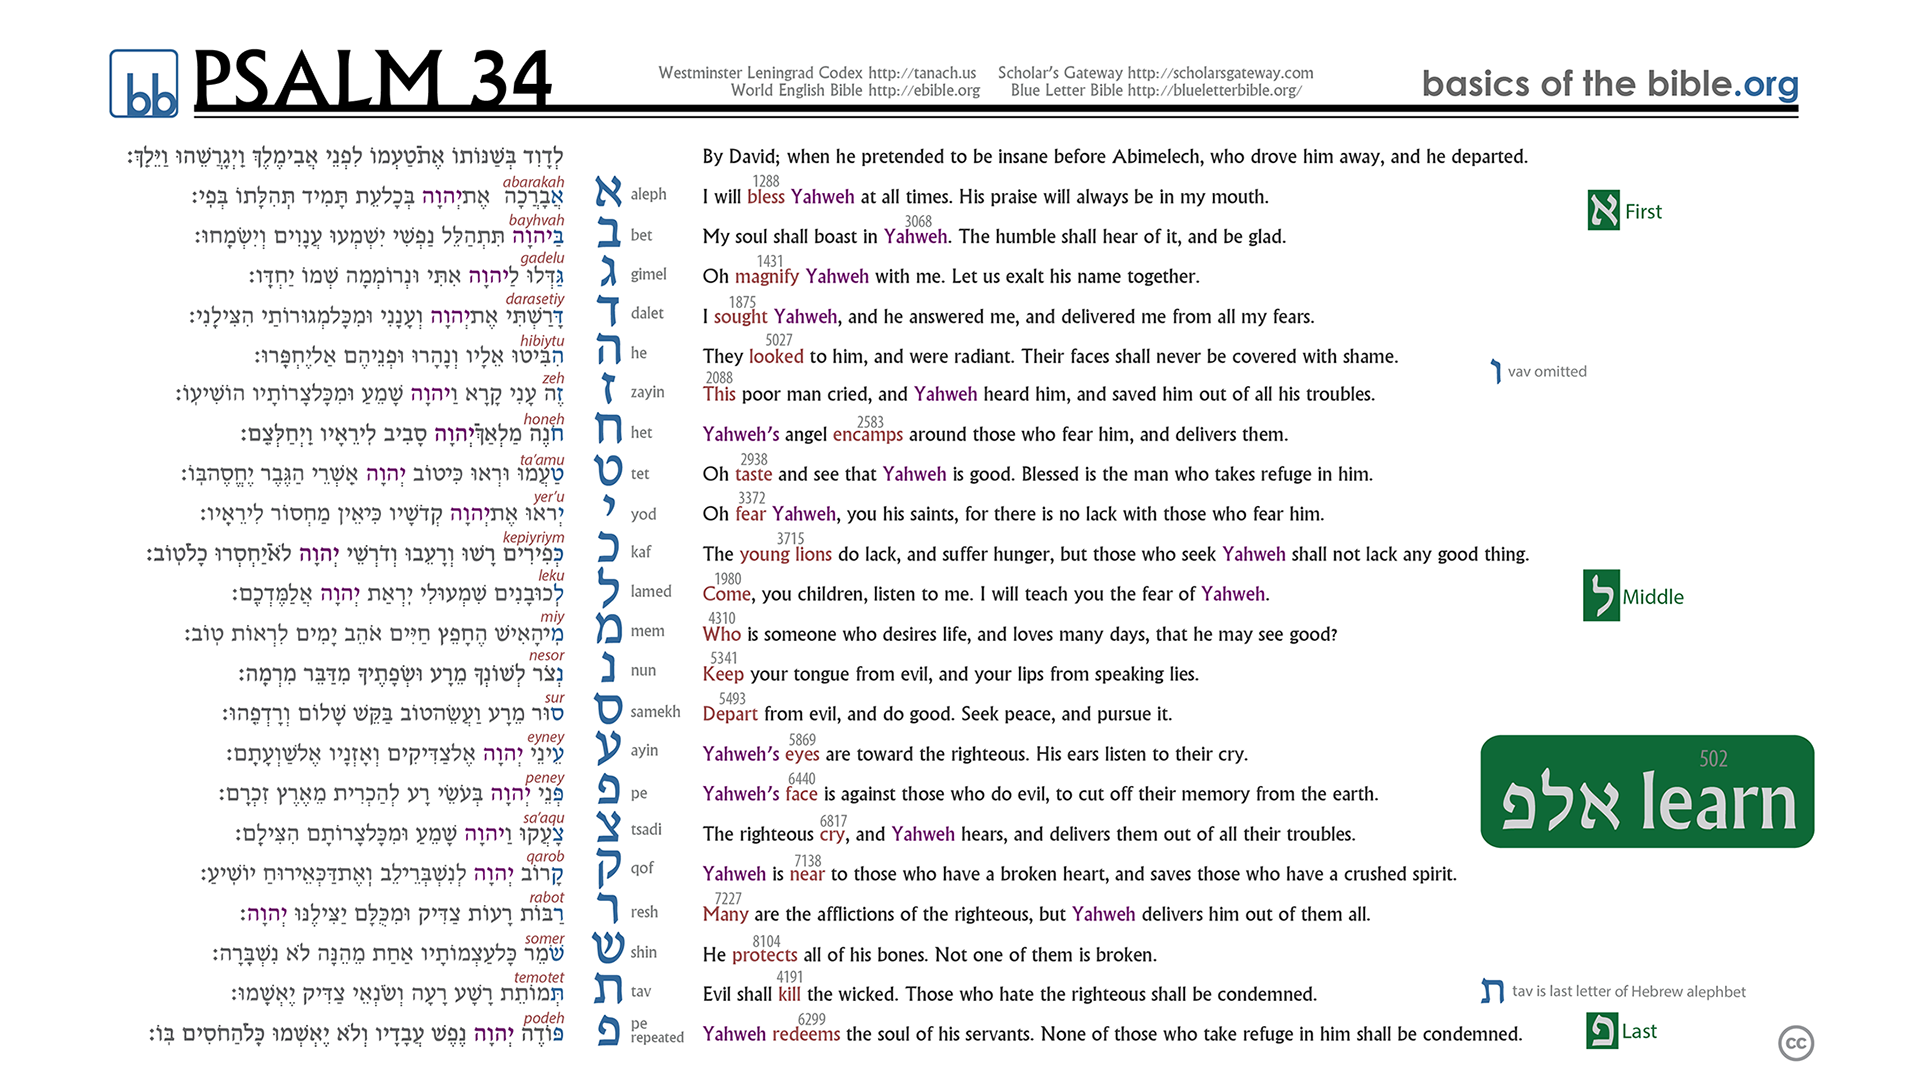 bb PSALM 34
Westminster Leningrad Codex http://tanach.us Scholar's Gateway http://scholarsgateway.com
World English Bible http://ebible.org Blue Letter Bible http://blueletterbible.org/
basics of the bible.org
לְדָוִד בְּשַׁנּוֹתוֹ אֶתֿטַעְמוֹ לִפְנֵי אֲבִימֶלֶךְ וַיְגָרֲשֵׁהוּ וַיֵּלַךְ׃
By David; when he pretended to be insane before Abimelech, who drove him away, and he departed.
abarakah 1288
אֲבָרֲכָה אֶתיְהוָה בְּכָלעֵת תָּמִיד תְּהִלָּתוֹ בְּפִי׃ א aleph I will bless Yahweh at all times. His praise will always be in my mouth.
א First
bayhvah 3068
בַּיהוָה תִּתְהַלֵּל נַפְשִׁי יִשְׁמְעוּ עֲנָוִים וְיִשְׂמָחוּ׃ ב bet My soul shall boast in Yahweh. The humble shall hear of it, and be glad.
gadelu 1431
גַּדְּלוּ לַיהוָה אִתִּי וּנְרוֹמְמָה שְׁמוֹ יַחְדָּו׃ ג gimel Oh magnify Yahweh with me. Let us exalt his name together.
darasetiy 1875
דָּרַשְׁתִּי אֶתיְהוָה וְעָנָנִי וּמִכָּלמְגוּרוֹתַי הִצִּילָנִי׃ ד dalet I sought Yahweh, and he answered me, and delivered me from all my fears.
hibiytu 5027
הִבִּיטוּ אֵלָיו וְנָהָרוּ וּפְנֵיהֶם אַליֶחְפָּרוּ׃ ה he They looked to him, and were radiant. Their faces shall never be covered with shame.
ו vav omitted
zeh 2088
זֶה עָנִי קָרָא וַיהוָה שָׁמֵעַ וּמִכָּלצָרוֹתָיו הוֹשִׁיעוֹ׃ ז zayin This poor man cried, and Yahweh heard him, and saved him out of all his troubles.
honeh 2583
חֹנֶה מַלְאַךְיְהוָה סָבִיב לִירֵאָיו וַיְחַלְּצֵם׃ ח het Yahweh's angel encamps around those who fear him, and delivers them.
ta'amu 2938
טַעֲמוּ וּרְאוּ כִּיטוֹב יְהוָה אַשְׁרֵי הַגֶּבֶר יֶחֱסֶהבּוֹ׃ ט tet Oh taste and see that Yahweh is good. Blessed is the man who takes refuge in him.
yer'u 3372
יְראוּ אֶתיְהוָה קְדֹשָׁיו כִּיאֵין מַחְסוֹר לִירֵאָיו׃ י yod Oh fear Yahweh, you his saints, for there is no lack with those who fear him.
kepiyriym 3715
כְּפִירִים רָשׁוּ וְרָעֵבוּ וְדֹרְשֵׁי יְהוָה לֹאֿיַחְסְרוּ כָלֿטוֹב׃ כ kaf The young lions do lack, and suffer hunger, but those who seek Yahweh shall not lack any good thing.
leku 1980
לְכוּבָנִים שִׁמְעוּלִי יִרְאַת יְהוָה אֲלַמֶּדְכֶם׃ ל lamed Come, you children, listen to me. I will teach you the fear of Yahweh.
ל Middle
miy 4310
מִיהָאִישׁ הֶחָפֵץ חַיִּים אֹהֵב יָמִים לִרְאוֹת טוֹב׃ מ mem Who is someone who desires life, and loves many days, that he may see good?
nesor 5341
נְצֹר לְשׁוֹנְךָ מֵרָע וּשְׂפָתֶיךָ מִדַּבֵּר מִרְמָה׃ נ nun Keep your tongue from evil, and your lips from speaking lies.
sur 5493
סוּר מֵרָע וַעֲשֵׂהטוֹב בַּקֵּשׁ שָׁלוֹם וְרָדְפֵהוּ׃ ס samekh Depart from evil, and do good. Seek peace, and pursue it.
eyney 5869
עֵינֵי יְהוָה אֶלצַדִּיקִים וְאָזְנָיו אֶלשַׁוְעָתָם׃ ע ayin Yahweh's eyes are toward the righteous. His ears listen to their cry.
peney 6440
פְּנֵי יְהוָה בְּעֹשֵׂי רָע לְהַכְרִית מֵאֶרֶץ זִכְרָם׃ פ pe Yahweh's face is against those who do evil, to cut off their memory from the earth.
502
אלפ learn
sa'aqu 6817
צָעֲקוּ וַיהוָה שָׁמֵעַ וּמִכָּלצָרוֹתָם הִצִּילָם׃ צ tsadi The righteous cry, and Yahweh hears, and delivers them out of all their troubles.
qarob 7138
קָרוֹב יְהוָה לְנִשְׁבְּרֵילֵב וְאֶתדַּכְּאֵירוּחַ יוֹשִׁיעַ׃ ק qof Yahweh is near to those who have a broken heart, and saves those who have a crushed spirit.
rabot 7227
רַבּוֹת רָעוֹת צַדִּיק וּמִכֻּלָּם יַצִּילֶנּוּ יְהוָה׃ ר resh Many are the afflictions of the righteous, but Yahweh delivers him out of them all.
somer 8104
שֹׁמֵר כָּלעַצְמוֹתָיו אַחַת מֵהֵנָּה לֹא נִשְׁבָּרָה׃ ש shin He protects all of his bones. Not one of them is broken.
temotet 4191
תְּמוֹתֵת רָשָׁע רָעָה וְשֹׂנְאֵי צַדִּיק יֶאְשָׁמוּ׃ ת tav Evil shall kill the wicked. Those who hate the righteous shall be condemned.
ת tav is last letter of Hebrew alephbet
podeh 6299
פּוֹדֶה יְהוָה נֶפֶשׁ עֲבָדָיו וְלֹא יֶאְשְׁמוּ כָּלהַחֹסִים בּוֹ׃ פ pe repeated Yahweh redeems the soul of his servants. None of those who take refuge in him shall be condemned.
פ Last
cc